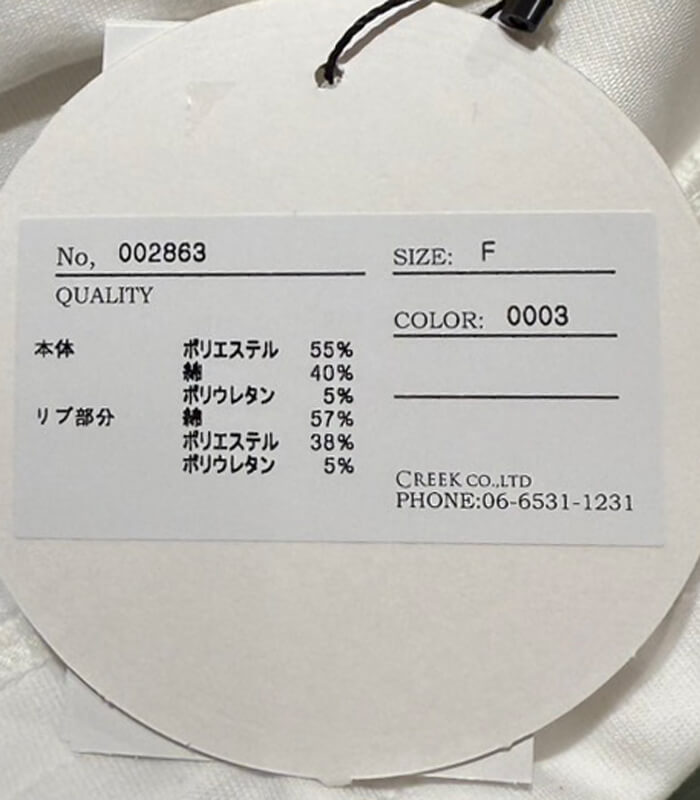 No, 002863
QUALITY
本体 ポリエステル 55%
綿 40%
ポリウレタン 5%
リブ部分 綿 57%
ポリエステル 38%
ポリウレタン 5%
SIZE: F
COLOR: 0003
CREEK CO.,LTD
PHONE:06-6531-1231